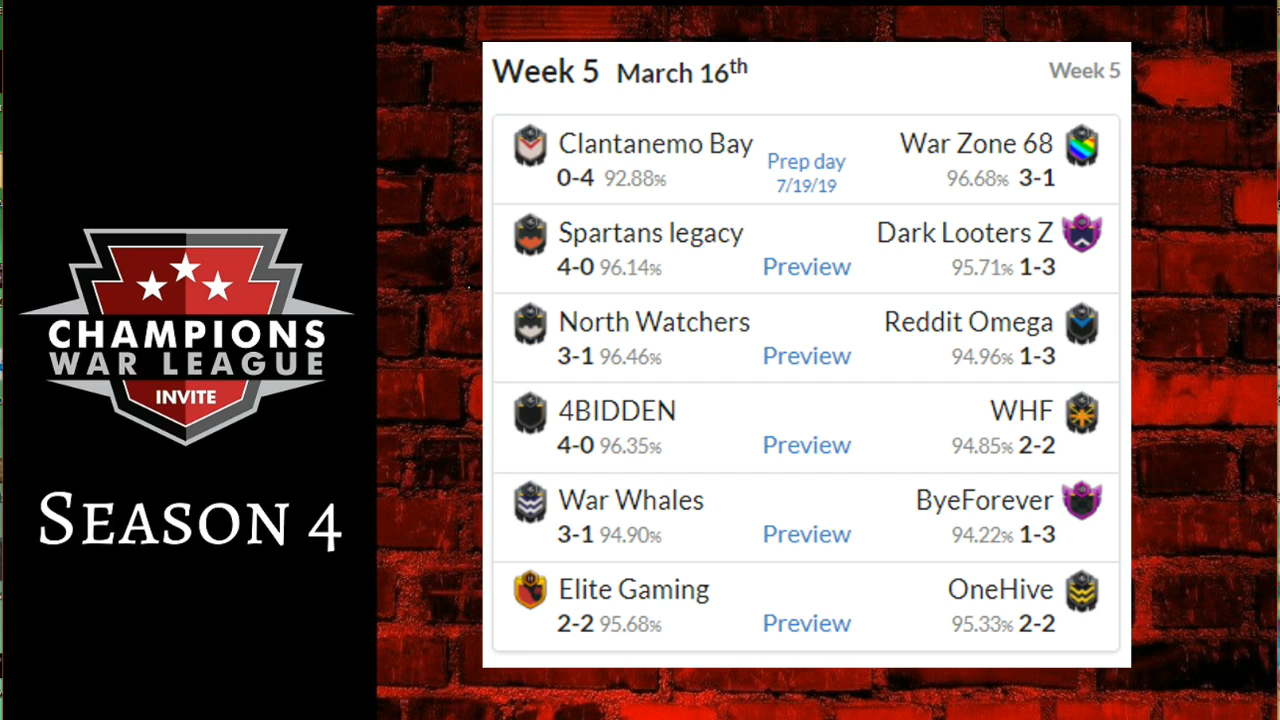 CHAMPIONS
WAR LEAGUE
INVITE
SEASON 4
Week 5 March 16th Week 5
Clantanemo Bay Prep day War Zone 68
0-4 92.88% 7/19/19 96.68% 3-1
Spartans legacy Dark Looters Z
4-0 96.14% Preview 95.71% 1-3
North Watchers Reddit Omega
3-1 96.46% Preview 94.96% 1-3
4BIDDEN WHF
4-0 96.35% Preview 94.85% 2-2
War Whales ByeForever
3-1 94.90% Preview 94.22% 1-3
Elite Gaming OneHive
2-2 95.68% Preview 95.33% 2-2